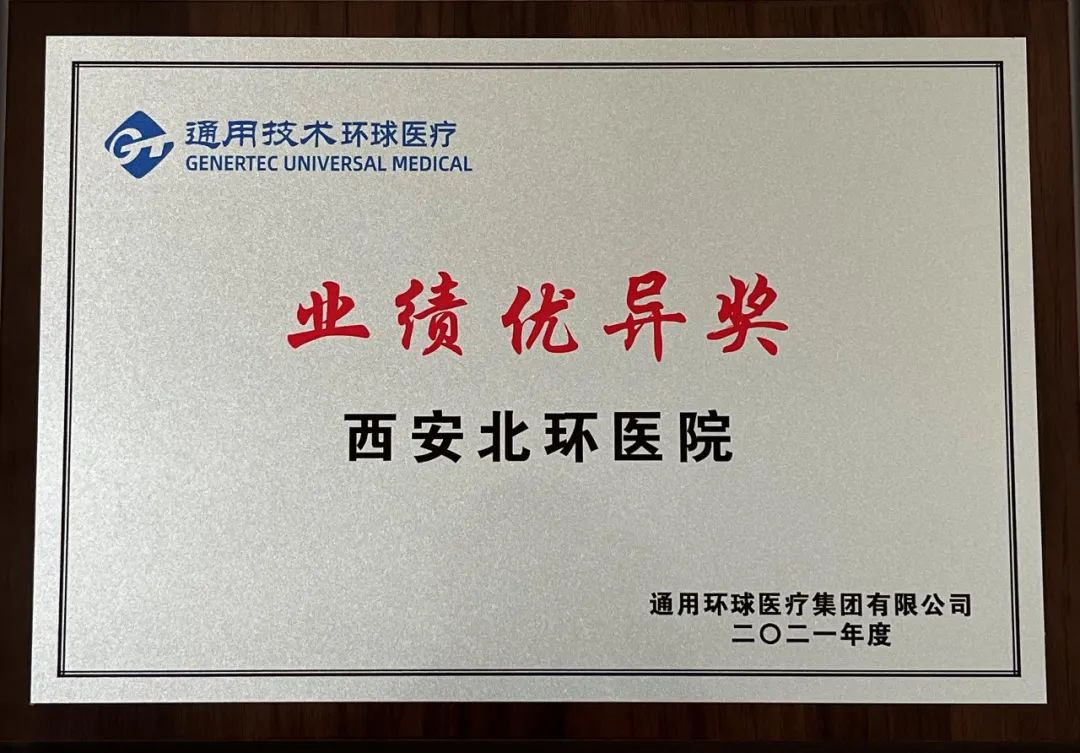 通用技术环球医疗
GENERTEC UNIVERSAL MEDICAL
业绩优异奖
西安北环医院
通用环球医疗集团有限公司
二〇二一年度